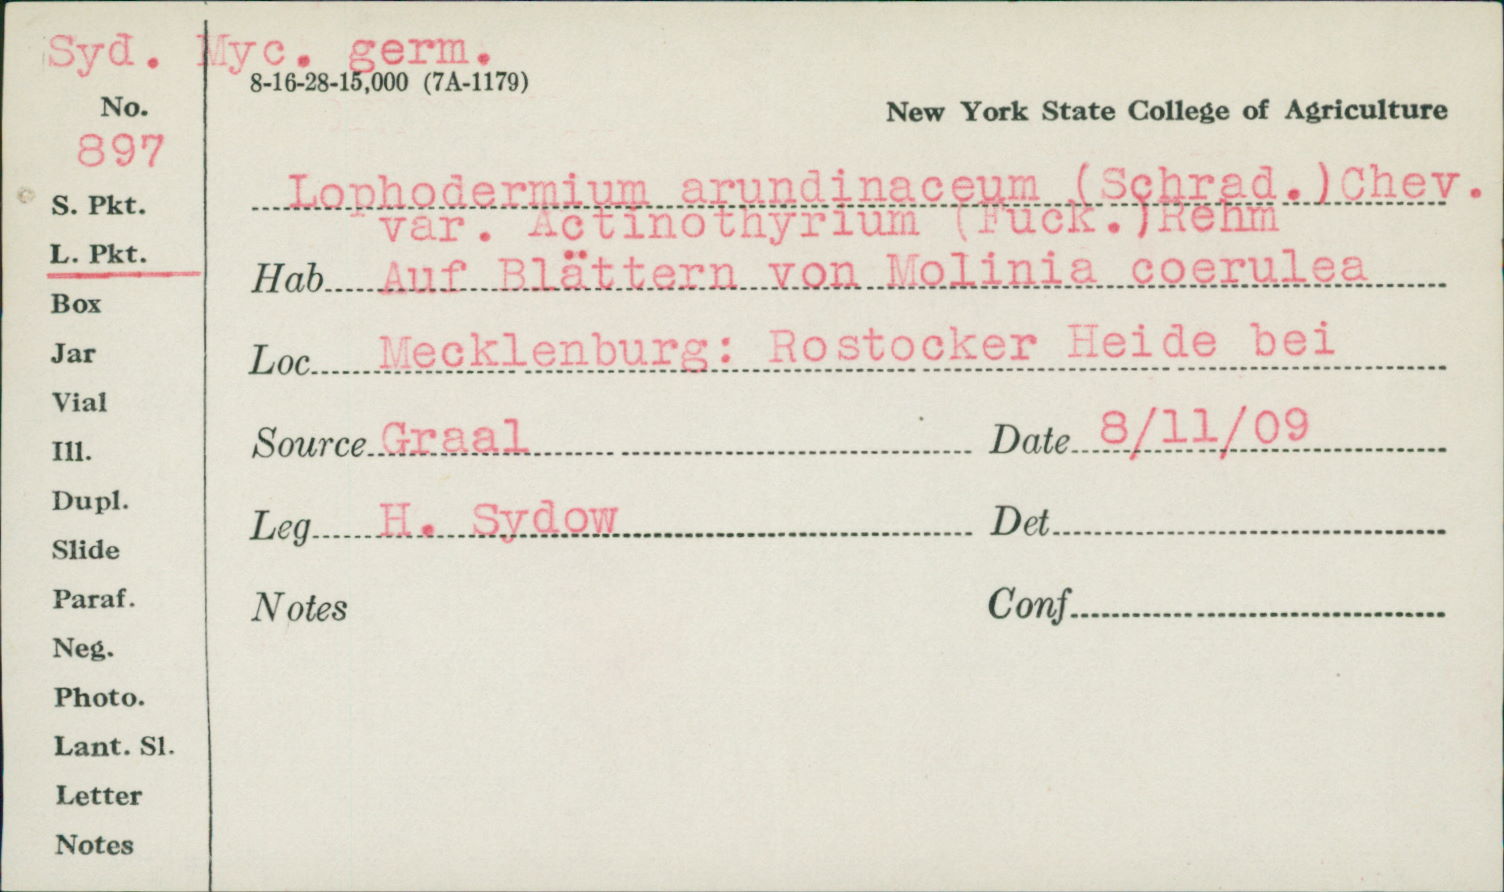 Syd. Myc. germ.
8-16-28-15,000 (7A-1179)
No.
897
New York State College of Agriculture
Lophodermium arundinaceum (Schrad.)Chev.
var. Actinothyrium (Fuck.)Rehm
S. Pkt.
L. Pkt.
Hab. Auf Blättern von Molinia coerulea
Box
Jar
Loc. Mecklenburg: Rostocker Heide bei
Vial
Ill.
Source Graal Date 8/11/09
Dupl.
Slide
Leg. H. Sydow Det.
Paraf.
Notes Conf.
Neg.
Photo.
Lant. Sl.
Letter
Notes